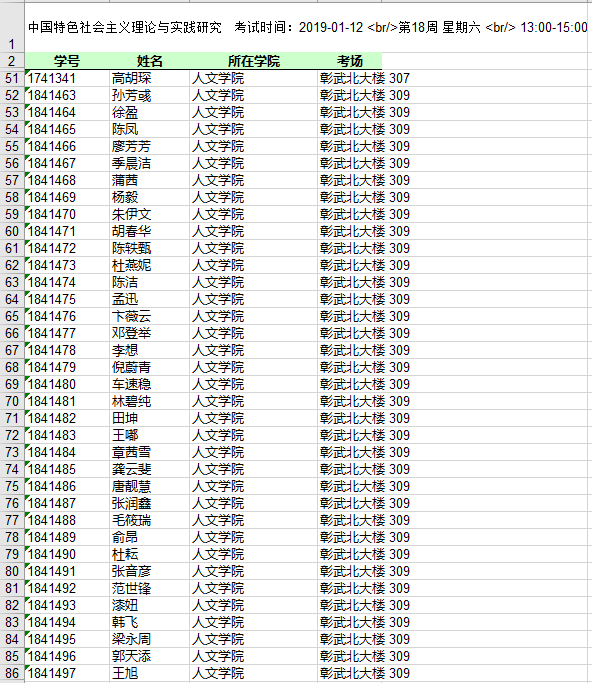 中国特色社会主义理论与实践研究 考试时间：2019-01-12 <br/>第18周 星期六 <br/> 13:00-15:00
1
2 学号 姓名 所在学院 考场
51 1741341 高胡琛 人文学院 彰武北大楼 307
52 1841463 孙芳彧 人文学院 彰武北大楼 309
53 1841464 徐盈 人文学院 彰武北大楼 309
54 1841465 陈凤 人文学院 彰武北大楼 309
55 1841466 廖芳芳 人文学院 彰武北大楼 309
56 1841467 季晨洁 人文学院 彰武北大楼 309
57 1841468 蒲茜 人文学院 彰武北大楼 309
58 1841469 杨毅 人文学院 彰武北大楼 309
59 1841470 朱伊文 人文学院 彰武北大楼 309
60 1841471 胡春华 人文学院 彰武北大楼 309
61 1841472 陈轶甄 人文学院 彰武北大楼 309
62 1841473 杜燕妮 人文学院 彰武北大楼 309
63 1841474 陈洁 人文学院 彰武北大楼 309
64 1841475 孟迅 人文学院 彰武北大楼 309
65 1841476 卞薇云 人文学院 彰武北大楼 309
66 1841477 邓登举 人文学院 彰武北大楼 309
67 1841478 李想 人文学院 彰武北大楼 309
68 1841479 倪蔚青 人文学院 彰武北大楼 309
69 1841480 车速稳 人文学院 彰武北大楼 309
70 1841481 林碧纯 人文学院 彰武北大楼 309
71 1841482 田坤 人文学院 彰武北大楼 309
72 1841483 王嘟 人文学院 彰武北大楼 309
73 1841484 章茜雪 人文学院 彰武北大楼 309
74 1841485 龚云斐 人文学院 彰武北大楼 309
75 1841486 唐靓慧 人文学院 彰武北大楼 309
76 1841487 张润鑫 人文学院 彰武北大楼 309
77 1841488 毛筱瑞 人文学院 彰武北大楼 309
78 1841489 俞昂 人文学院 彰武北大楼 309
79 1841490 杜耘 人文学院 彰武北大楼 309
80 1841491 张音彦 人文学院 彰武北大楼 309
81 1841492 范世锋 人文学院 彰武北大楼 309
82 1841493 漆妞 人文学院 彰武北大楼 309
83 1841494 韩飞 人文学院 彰武北大楼 309
84 1841495 梁永周 人文学院 彰武北大楼 309
85 1841496 郭天添 人文学院 彰武北大楼 309
86 1841497 王旭 人文学院 彰武北大楼 309